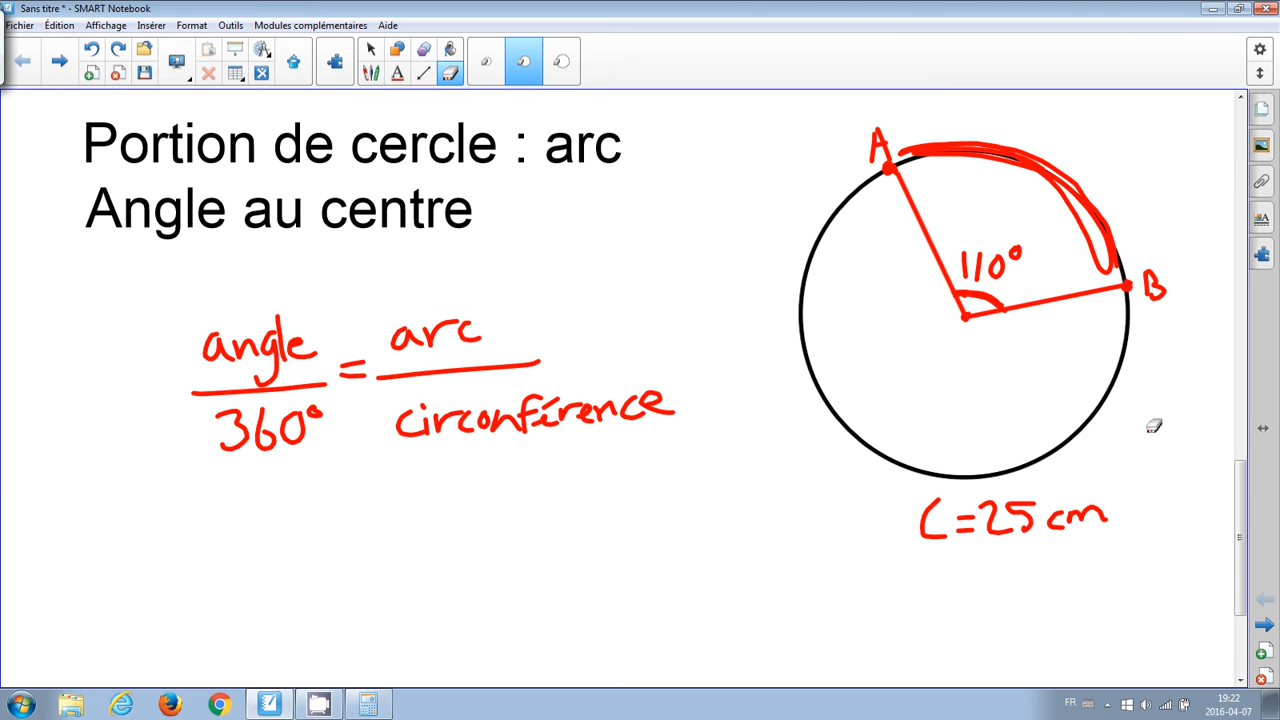 Sans titre * - SMART Notebook
Fichier Édition Affichage Insérer Format Outils Modules complémentaires Aide
Portion de cercle : arc
Angle au centre
angle
360°
=
arc
circonférence
A
110°
B
C=25 cm
FR
19:22
2016-04-07